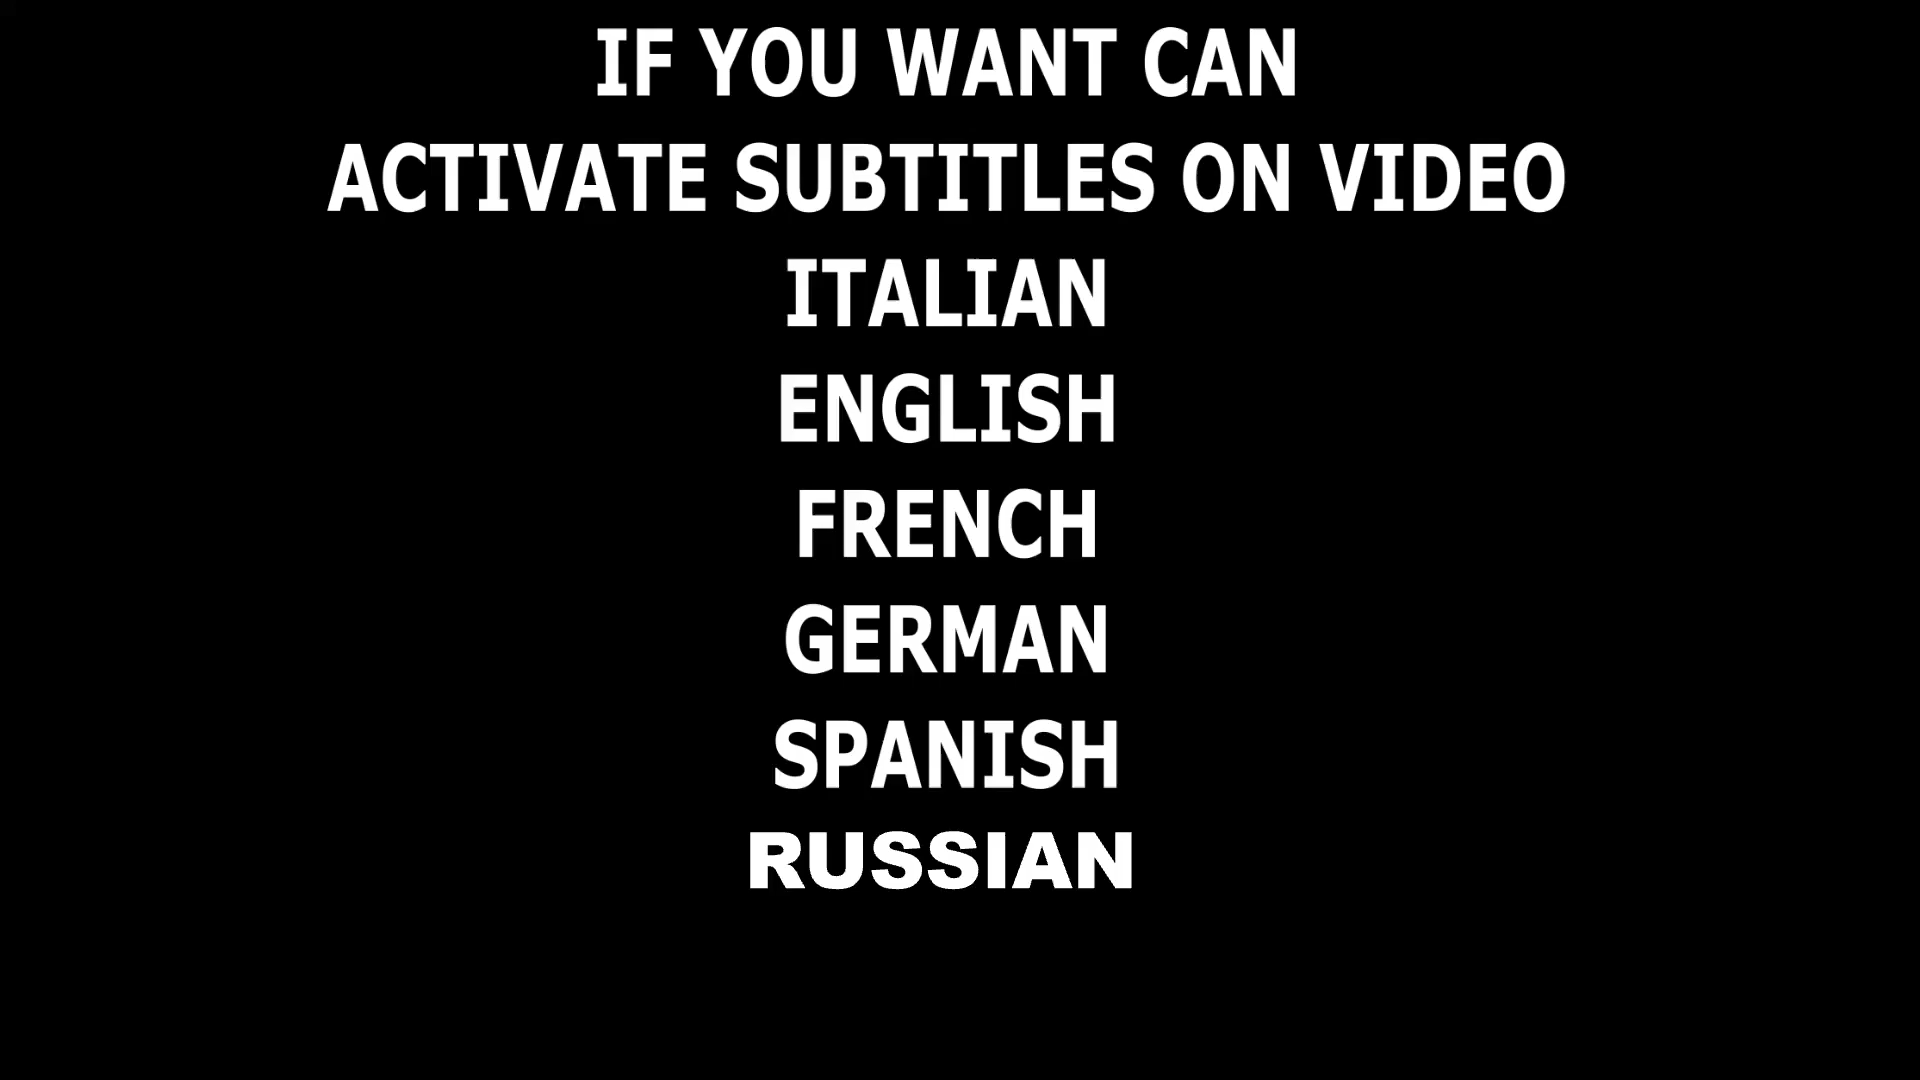 IF YOU WANT CAN
ACTIVATE SUBTITLES ON VIDEO
ITALIAN
ENGLISH
FRENCH
GERMAN
SPANISH
RUSSIAN